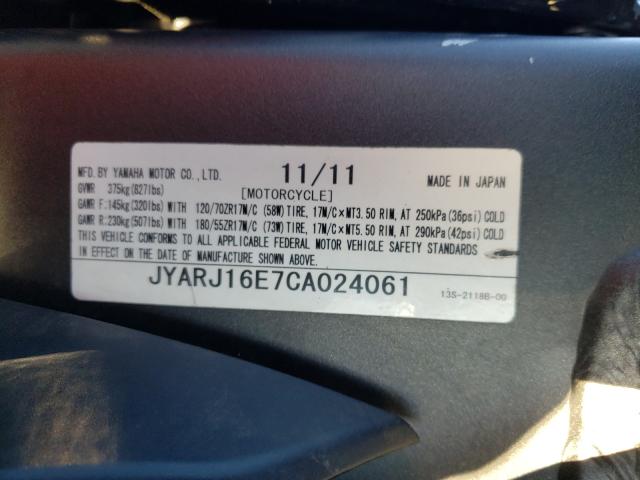 MFD. BY YAMAHA MOTOR CO., LTD. 11/11 MADE IN JAPAN
GVWR 375kg(827lbs) [MOTORCYCLE]
GAWR F:145kg(320lbs) WITH 120/70ZR17M/C (58W) TIRE, 17M/C×MT3.50 RIM, AT 250kPa(36psi) COLD
GAWR R:230kg(507lbs) WITH 180/55ZR17M/C (73W) TIRE, 17M/C×MT5.50 RIM, AT 290kPa(42psi) COLD
THIS VEHICLE CONFORMS TO ALL APPLICABLE FEDERAL MOTOR VEHICLE SAFETY STANDARDS
IN EFFECT ON THE DATE OF MANUFACTURE SHOWN ABOVE.
JYARJ16E7CA024061 13S-2118B-00